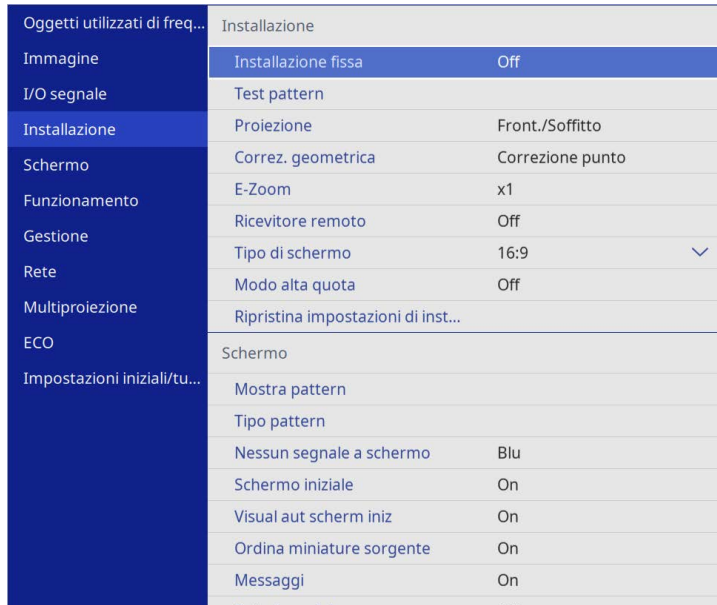 Oggetti utilizzati di freq...
Immagine
I/O segnale
Installazione
Schermo
Funzionamento
Gestione
Rete
Multiproiezione
ECO
Impostazioni iniziali/tu...
Installazione
Installazione fissa Off
Test pattern
Proiezione Front./Soffitto
Correz. geometrica Correzione punto
E-Zoom x1
Ricevitore remoto Off
Tipo di schermo 16:9
Modo alta quota Off
Ripristina impostazioni di inst...
Schermo
Mostra pattern
Tipo pattern
Nessun segnale a schermo Blu
Schermo iniziale On
Visual aut scherm iniz On
Ordina miniature sorgente On
Messaggi On